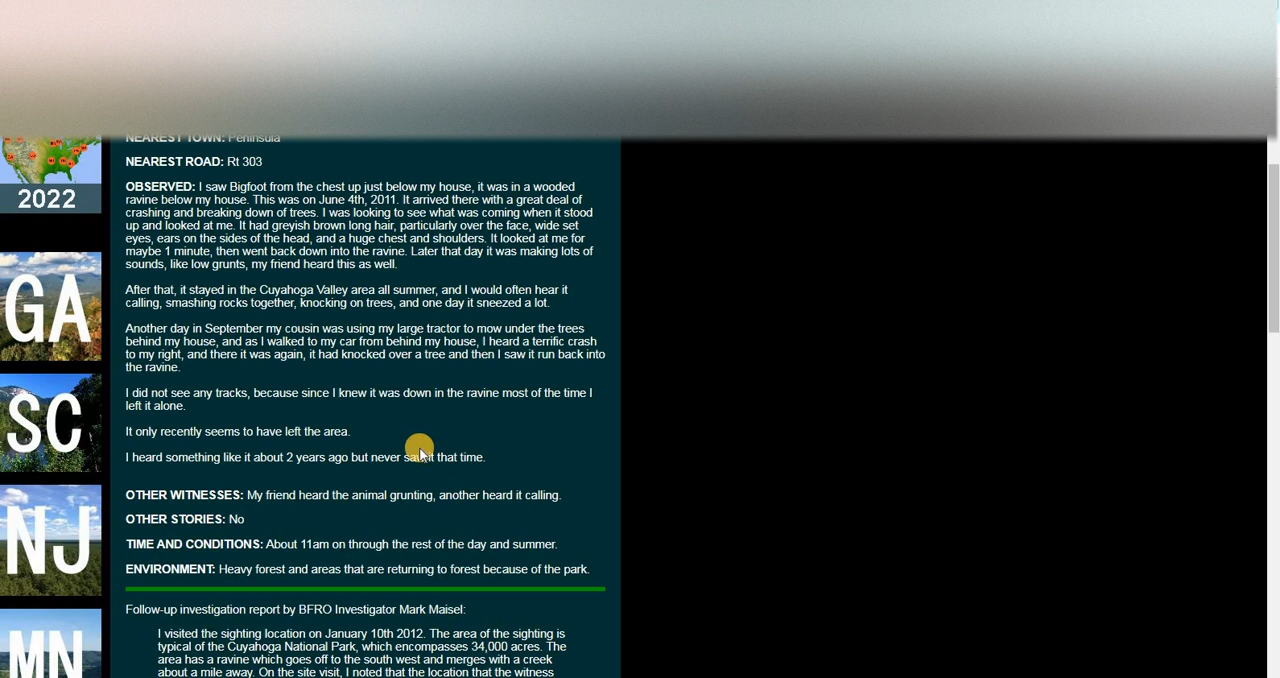 NEAREST TOWN: Peninsula
NEAREST ROAD: Rt 303
OBSERVED: I saw Bigfoot from the chest up just below my house, it was in a wooded
ravine below my house. This was on June 4th, 2011. It arrived there with a great deal of
crashing and breaking down of trees. I was looking to see what was coming when it stood
up and looked at me. It had greyish brown long hair, particularly over the face, wide set
eyes, ears on the sides of the head, and a huge chest and shoulders. It looked at me for
maybe 1 minute, then went back down into the ravine. Later that day it was making lots of
sounds, like low grunts, my friend heard this as well.
After that, it stayed in the Cuyahoga Valley area all summer, and I would often hear it
calling, smashing rocks together, knocking on trees, and one day it sneezed a lot.
Another day in September my cousin was using my large tractor to mow under the trees
behind my house, and as I walked to my car from behind my house, I heard a terrific crash
to my right, and there it was again, it had knocked over a tree and then I saw it run back into
the ravine.
I did not see any tracks, because since I knew it was down in the ravine most of the time I
left it alone.
It only recently seems to have left the area.
I heard something like it about 2 years ago but never saw it that time.
OTHER WITNESSES: My friend heard the animal grunting, another heard it calling.
OTHER STORIES: No
TIME AND CONDITIONS: About 11am on through the rest of the day and summer.
ENVIRONMENT: Heavy forest and areas that are returning to forest because of the park.
Follow-up investigation report by BFRO Investigator Mark Maisel:
I visited the sighting location on January 10th 2012. The area of the sighting is
typical of the Cuyahoga National Park, which encompasses 34,000 acres. The
area has a ravine which goes off to the south west and merges with a creek
about a mile away. On the site visit, I noted that the location that the witness
2022
GA
SC
NJ
MN